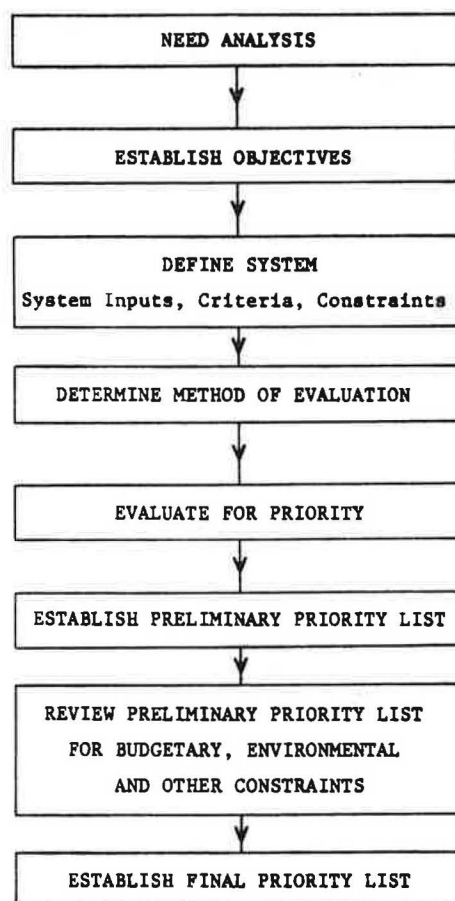 NEED ANALYSIS
ESTABLISH OBJECTIVES
DEFINE SYSTEM
System Inputs, Criteria, Constraints
DETERMINE METHOD OF EVALUATION
EVALUATE FOR PRIORITY
ESTABLISH PRELIMINARY PRIORITY LIST
REVIEW PRELIMINARY PRIORITY LIST
FOR BUDGETARY, ENVIRONMENTAL
AND OTHER CONSTRAINTS
ESTABLISH FINAL PRIORITY LIST